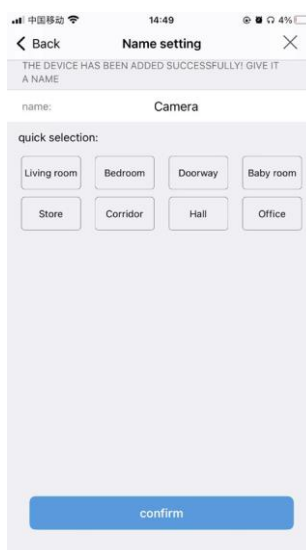 中国移动 14:49 4%
Back Name setting
THE DEVICE HAS BEEN ADDED SUCCESSFULLY! GIVE IT
A NAME
name: Camera
quick selection:
Living room Bedroom Doorway Baby room
Store Corridor Hall Office
confirm